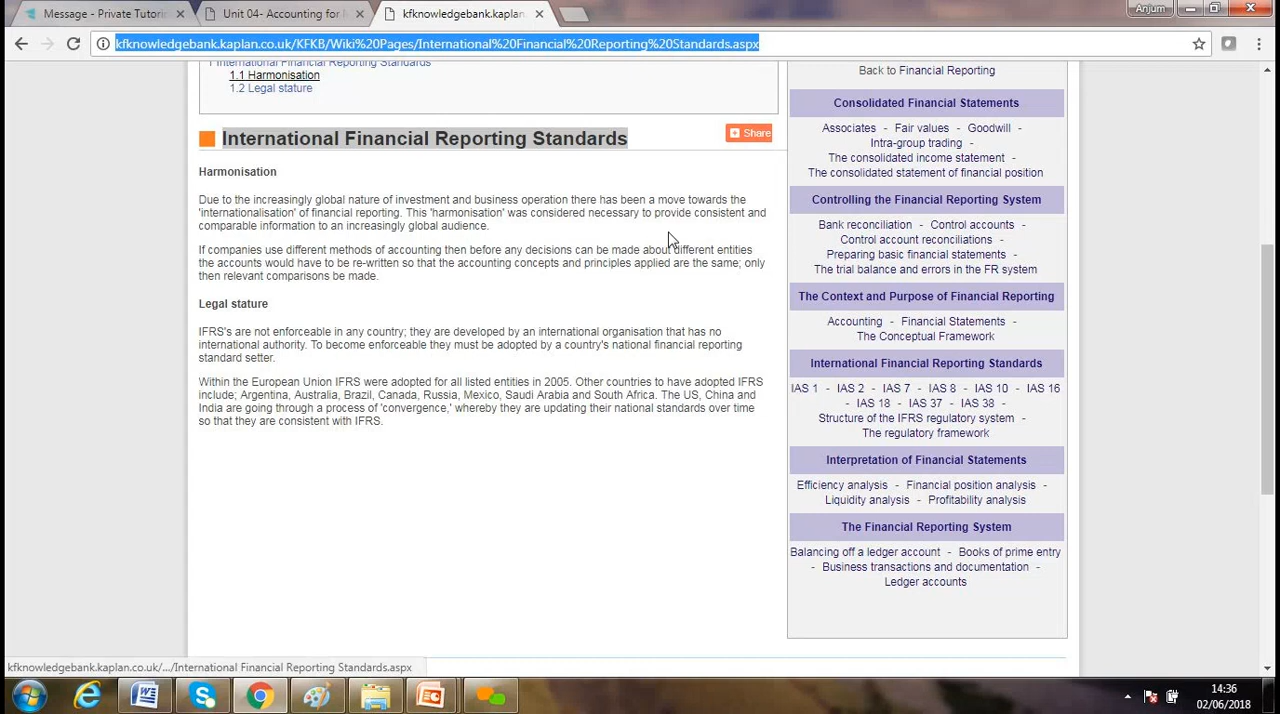 Message - Private Tutorin
Unit 04- Accounting for
kfknowledgebank.kaplan.
Anjum
kfknowledgebank.kaplan.co.uk/KFKB/Wiki%20Pages/International%20Financial%20Reporting%20Standards.aspx
1 International Financial Reporting Standards
1.1 Harmonisation
1.2 Legal stature
International Financial Reporting Standards
Share
Harmonisation
Due to the increasingly global nature of investment and business operation there has been a move towards the
'internationalisation' of financial reporting. This 'harmonisation' was considered necessary to provide consistent and
comparable information to an increasingly global audience.
If companies use different methods of accounting then before any decisions can be made about different entities
the accounts would have to be re-written so that the accounting concepts and principles applied are the same; only
then relevant comparisons be made.
Legal stature
IFRS's are not enforceable in any country; they are developed by an international organisation that has no
international authority. To become enforceable they must be adopted by a country's national financial reporting
standard setter.
Within the European Union IFRS were adopted for all listed entities in 2005. Other countries to have adopted IFRS
include; Argentina, Australia, Brazil, Canada, Russia, Mexico, Saudi Arabia and South Africa. The US, China and
India are going through a process of 'convergence,' whereby they are updating their national standards over time
so that they are consistent with IFRS.
Back to Financial Reporting
Consolidated Financial Statements
Associates - Fair values - Goodwill -
Intra-group trading -
The consolidated income statement -
The consolidated statement of financial position
Controlling the Financial Reporting System
Bank reconciliation - Control accounts -
Control account reconciliations -
Preparing basic financial statements -
The trial balance and errors in the FR system
The Context and Purpose of Financial Reporting
Accounting - Financial Statements -
The Conceptual Framework
International Financial Reporting Standards
IAS 1 - IAS 2 - IAS 7 - IAS 8 - IAS 10 - IAS 16
- IAS 18 - IAS 37 - IAS 38 -
Structure of the IFRS regulatory system -
The regulatory framework
Interpretation of Financial Statements
Efficiency analysis - Financial position analysis -
Liquidity analysis - Profitability analysis
The Financial Reporting System
Balancing off a ledger account - Books of prime entry
- Business transactions and documentation -
Ledger accounts
kfknowledgebank.kaplan.co.uk/.../International Financial Reporting Standards.aspx
14:36
02/06/2018